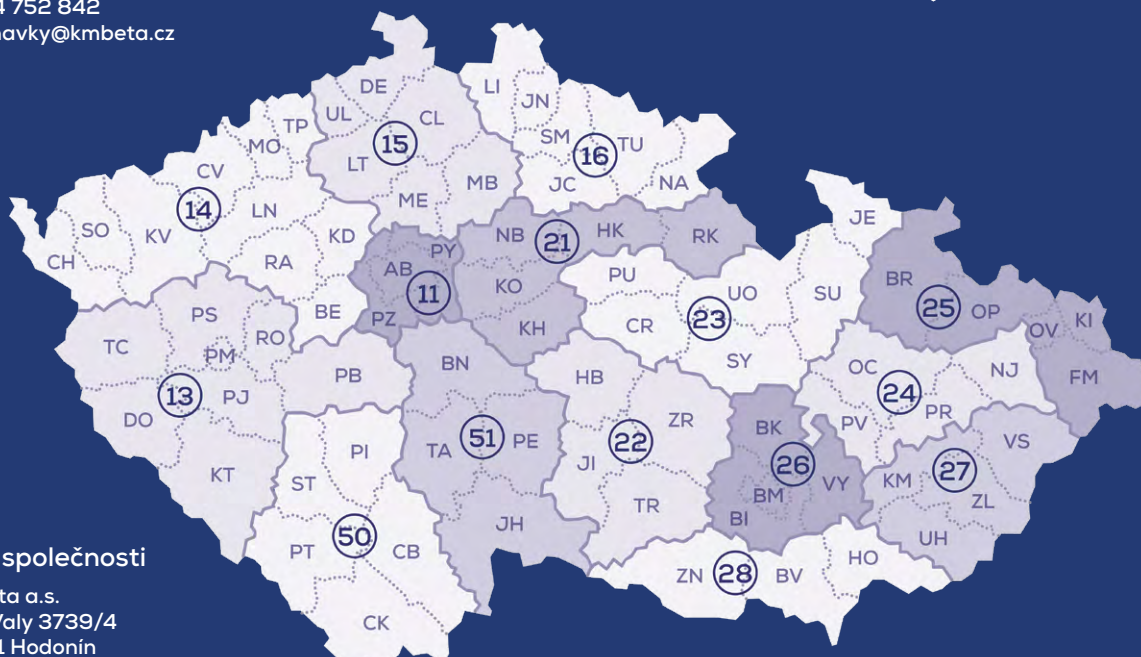 752 842
@kmbeta.cz
DE
LI
JN
UL
CL
TP
MO
SM
TU
15
16
LT
CV
JC
NA
MB
ME
14
LN
SO
KV
KD
JE
CH
NB
21
HK
RK
PY
RA
AB
11
KO
PU
UO
SU
BR
25
OP
KI
OV
PS
BE
PZ
CR
23
KH
RO
TC
PM
SY
BN
OC
NJ
PB
HB
FM
13
PJ
24
DO
PR
ZR
PV
BK
TA
51
PE
22
VS
PI
JI
26
27
KT
ST
VY
KM
BM
ZL
TR
BI
JH
50
UH
PT
CB
HO
ZN
28
BV
CK
společnosti
a.s.
3739/4
Hodonín